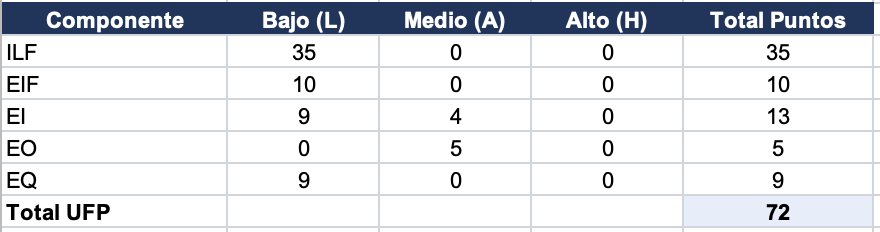 Componente Bajo (L) Medio (A) Alto (H) Total Puntos
ILF 35 0 0 35
EIF 10 0 0 10
EI 9 4 0 13
EO 0 5 0 5
EQ 9 0 0 9
Total UFP 72